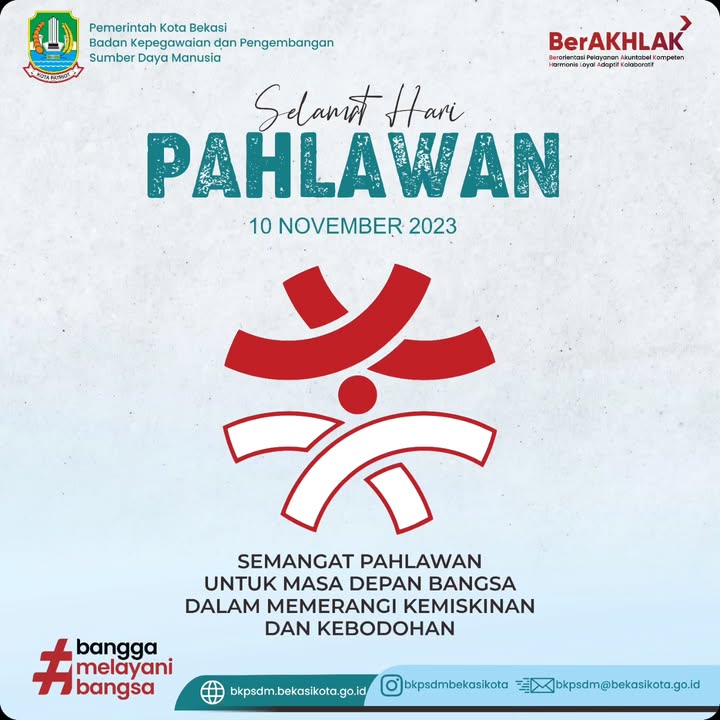 Pemerintah Kota Bekasi
Badan Kepegawaian dan Pengembangan
Sumber Daya Manusia
KOTA PATRIOT
BerAKHLAK
Berorientasi Pelayanan Akuntabel Kompeten
Harmonis Loyal Adaptif Kolaboratif
Selamat Hari
PAHLAWAN
10 NOVEMBER 2023
SEMANGAT PAHLAWAN
UNTUK MASA DEPAN BANGSA
DALAM MEMERANGI KEMISKINAN
DAN KEBODOHAN
#bangga
melayani
bangsa
bkpsdm.bekasikota.go.id
bkpsdmbekasikota
bkpsdm@bekasikota.go.id